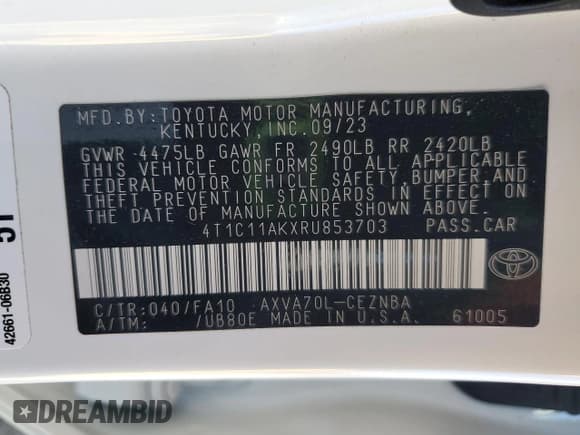 MFD.BY:TOYOTA MOTOR MANUFACTURING,
KENTUCKY,INC.09/23
GVWR 4475LB GAWR FR 2490LB RR 2420LB
THIS VEHICLE CONFORMS TO ALL APPLICABLE
FEDERAL MOTOR VEHICLE SAFETY, BUMPER,AND
THEFT PREVENTION STANDARDS IN EFFECT ON
THE DATE OF MANUFACTURE SHOWN ABOVE.
4T1C11AKXRU853703 PASS.CAR
C/TR:040/FA10 AXVA70L-CEZNBA
A/TM: /UB80E MADE IN U.S.A. 61005
42661-06B30
DREAMBID